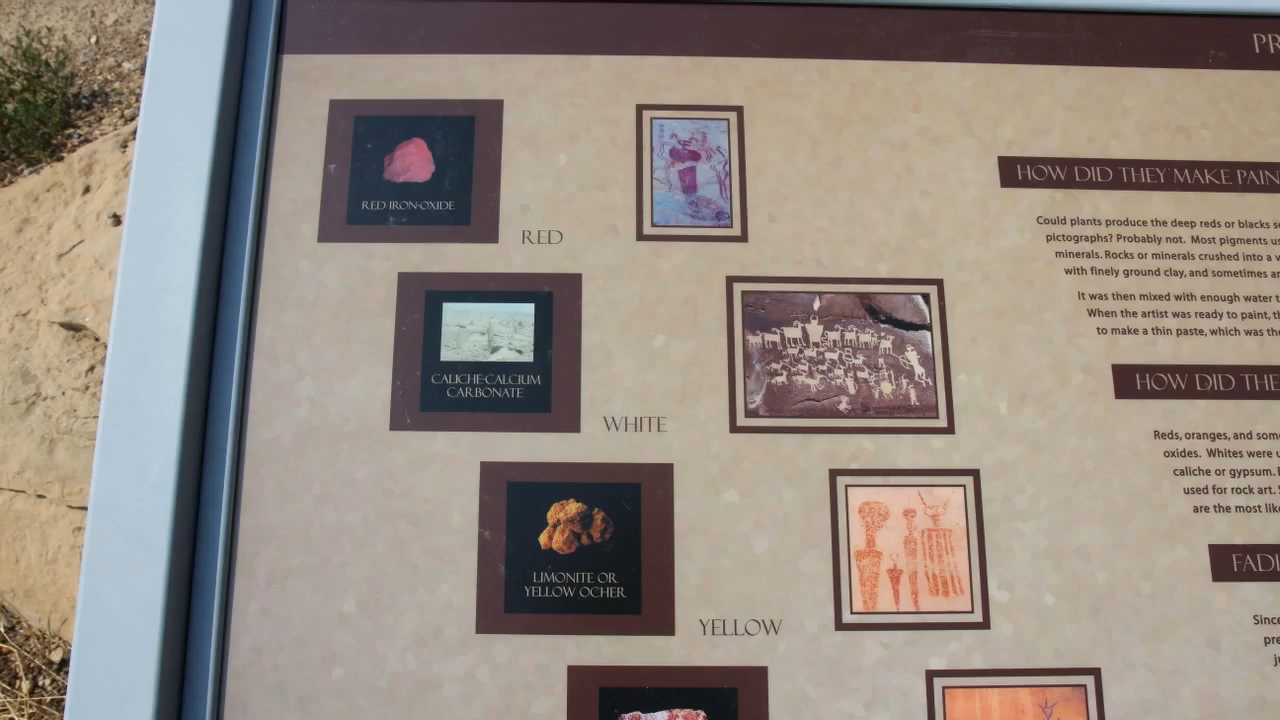 PR
RED IRON-OXIDE
RED
CALICHE-CALCIUM
CARBONATE
WHITE
LIMONITE OR
YELLOW OCHER
YELLOW
HOW DID THEY MAKE PAIN
Could plants produce the deep reds or blacks s
pictographs? Probably not. Most pigments us
minerals. Rocks or minerals crushed into a v
with finely ground clay, and sometimes a
It was then mixed with enough water t
When the artist was ready to paint, th
to make a thin paste, which was the
HOW DID THE
Reds, oranges, and som
oxides. Whites were u
caliche or gypsum.
used for rock art.
are the most lik
FADI
Since
pre
j